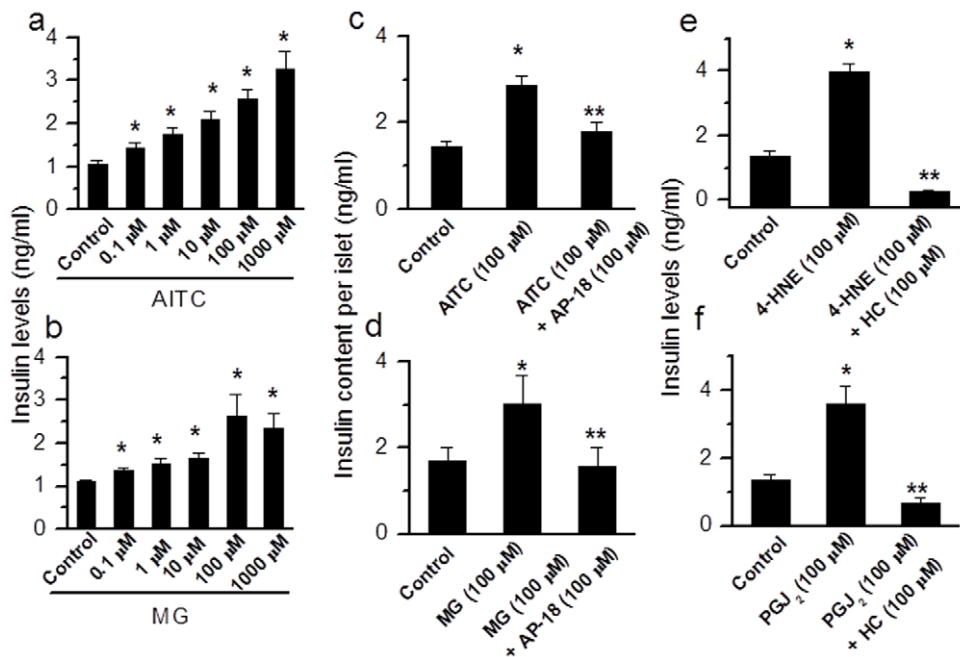 a
Insulin levels (ng/ml)
4
3
2
1
0
*
*
*
*
*
Control
0.1 µM
1 µM
10 µM
100 µM
1000 µM
AITC
b
4
3
2
1
0
*
*
*
*
*
Control
0.1 µM
1 µM
10 µM
100 µM
1000 µM
MG
c
Insulin content per islet (ng/ml)
4
2
0
*
**
Control
AITC (100 µM)
AITC (100 µM)
+ AP-18 (100 µM)
d
4
2
0
*
**
Control
MG (100 µM)
MG (100 µM)
+ AP-18 (100 µM)
e
Insulin levels (ng/ml)
4
2
0
*
**
Control
4-HNE (100 µM)
4-HNE (100 µM)
+ HC (100 µM)
f
4
2
0
*
**
Control
PGJ₂ (100 µM)
PGJ₂ (100 µM)
+ HC (100 µM)